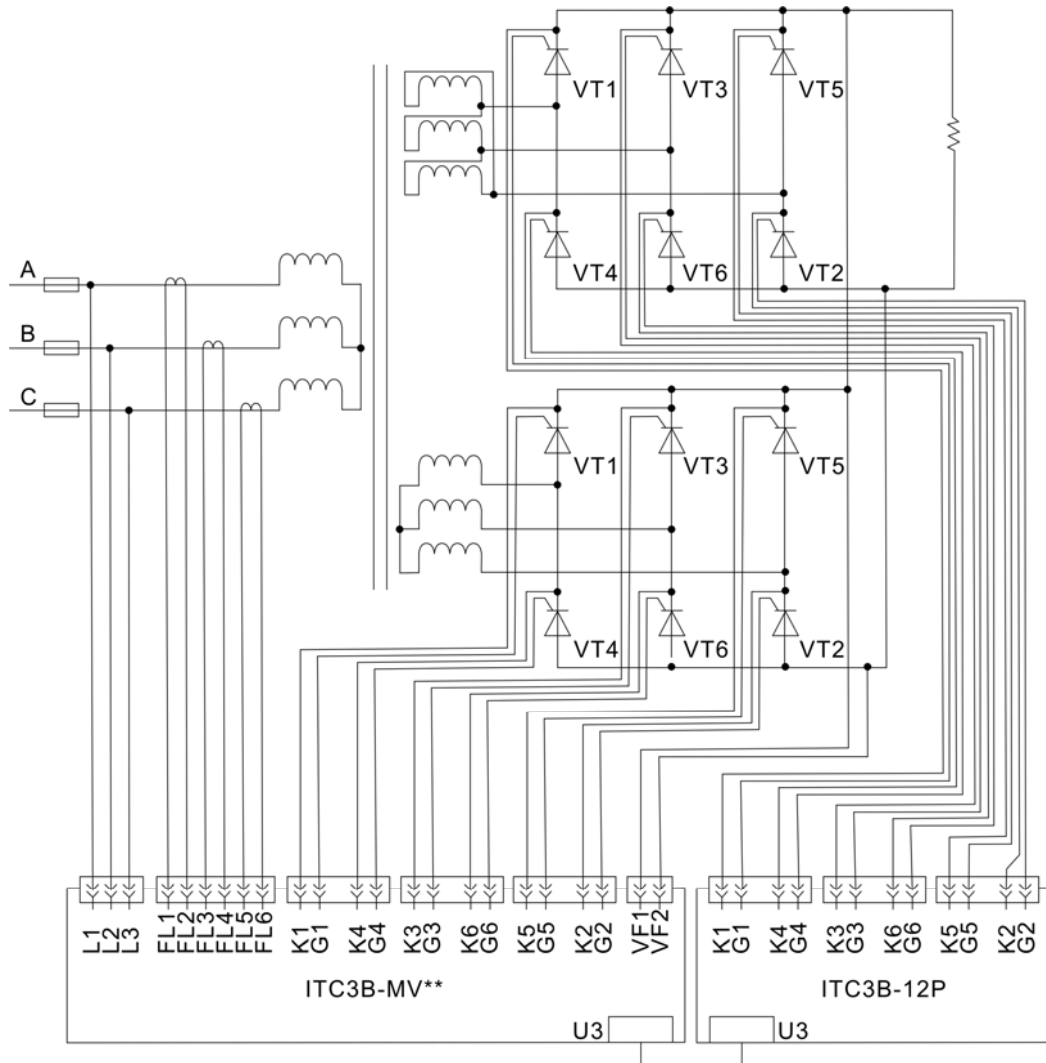 VT1 VT3 VT5
VT4 VT6 VT2
A
B
C
VT1 VT3 VT5
VT4 VT6 VT2
L1 L2 L3 FL1 FL2 FL3 FL4 FL5 FL6 K1 G1 K4 G4 K3 G3 K6 G6 K5 G5 K2 G2 VF1 VF2 K1 G1 K4 G4 K3 G3 K6 G6 K5 G5 K2 G2
ITC3B-MV** ITC3B-12P
U3 U3